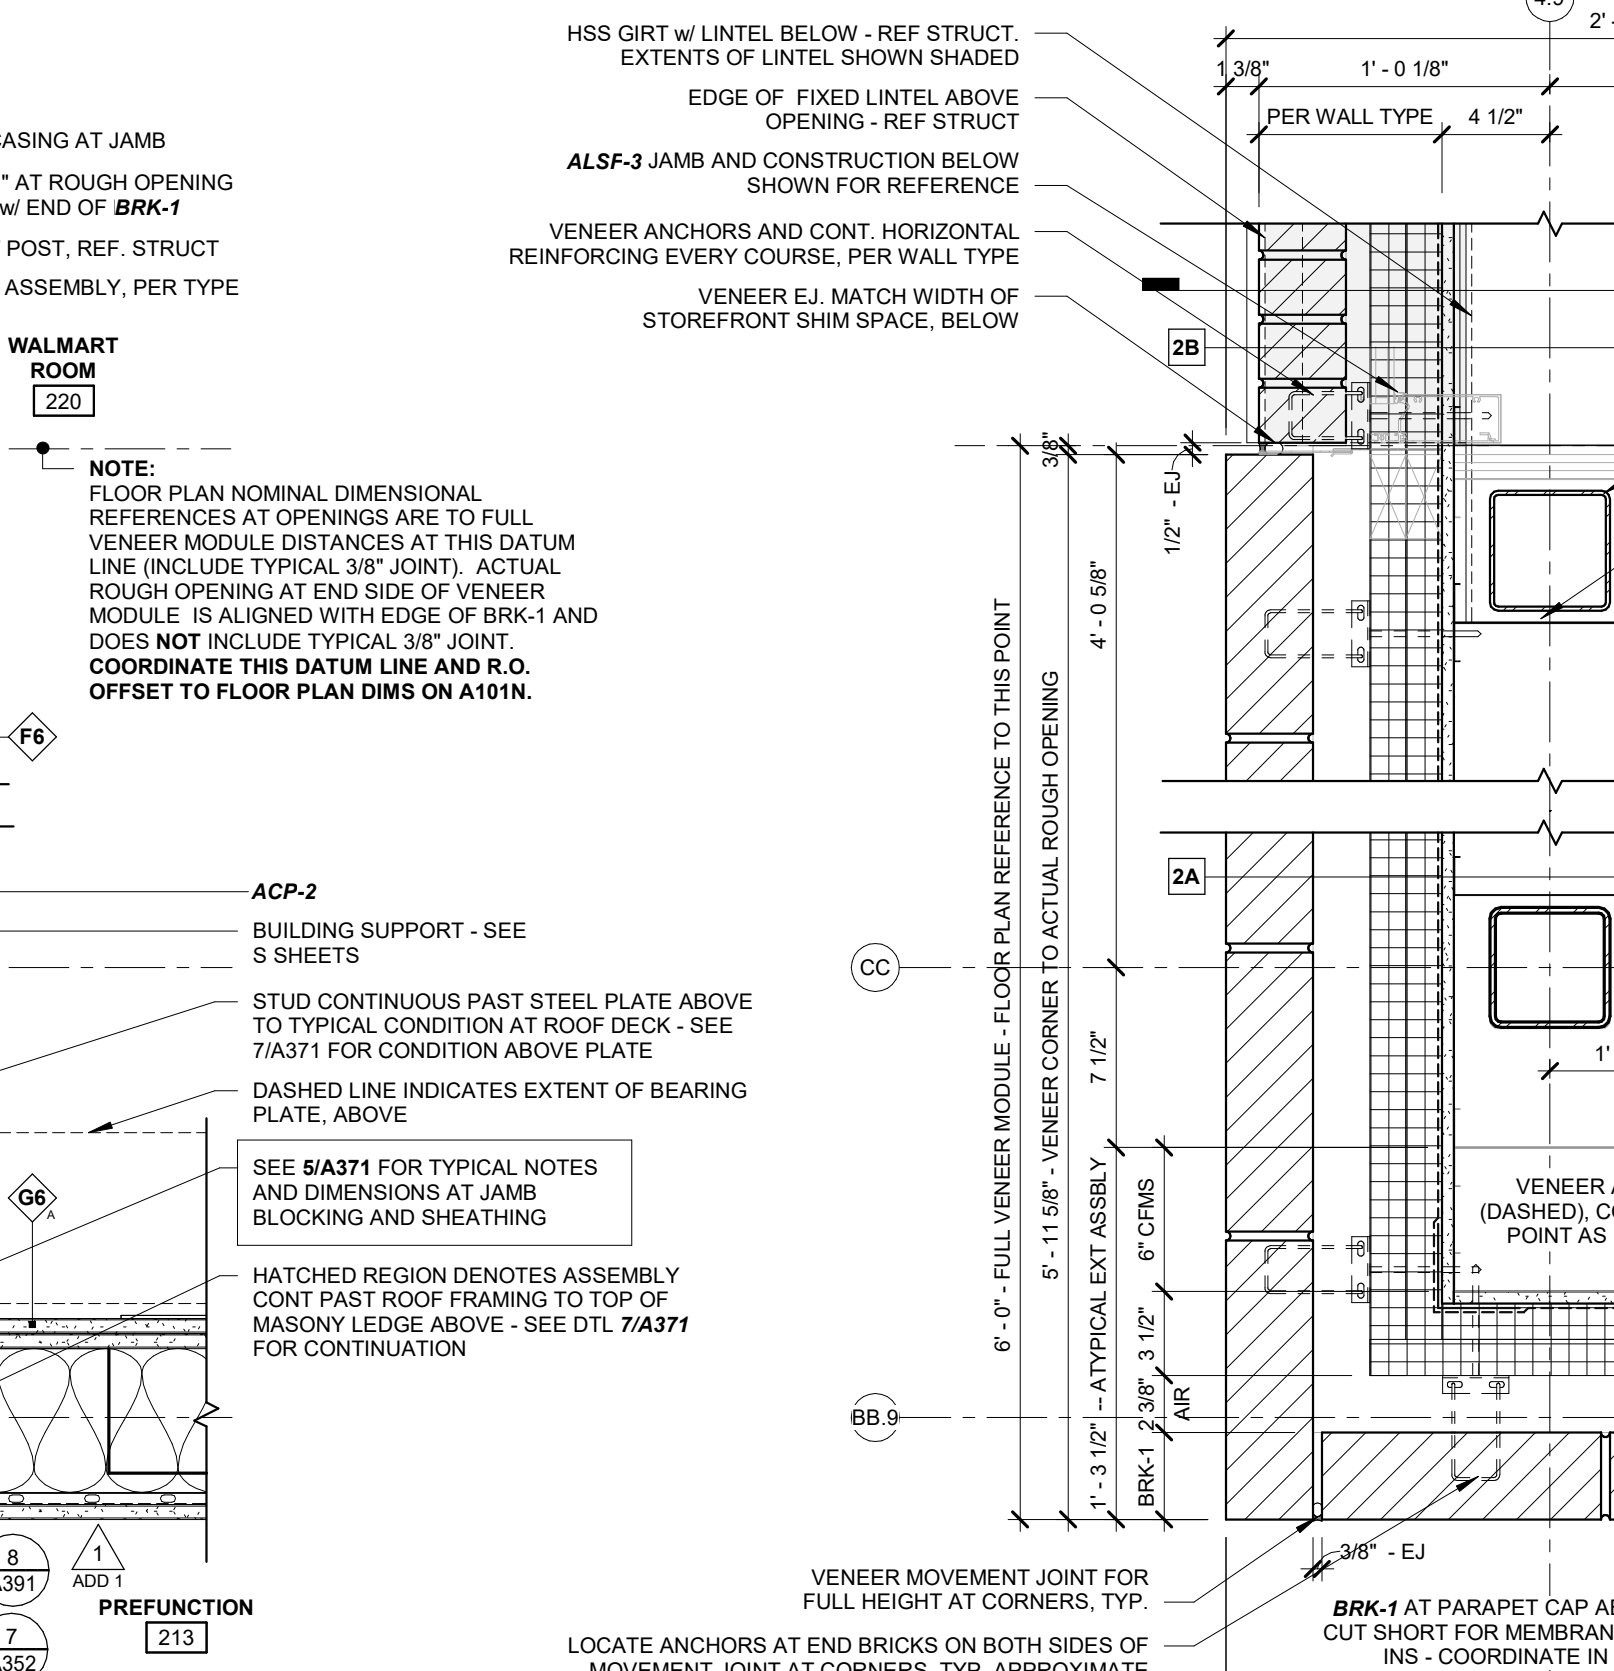 CASING AT JAMB
" AT ROUGH OPENING
w/ END OF BRK-1
POST, REF. STRUCT
ASSEMBLY, PER TYPE
WALMART
ROOM
220
NOTE:
FLOOR PLAN NOMINAL DIMENSIONAL
REFERENCES AT OPENINGS ARE TO FULL
VENEER MODULE DISTANCES AT THIS DATUM
LINE (INCLUDE TYPICAL 3/8" JOINT). ACTUAL
ROUGH OPENING AT END SIDE OF VENEER
MODULE IS ALIGNED WITH EDGE OF BRK-1 AND
DOES NOT INCLUDE TYPICAL 3/8" JOINT.
COORDINATE THIS DATUM LINE AND R.O.
OFFSET TO FLOOR PLAN DIMS ON A101N.
F6
ACP-2
BUILDING SUPPORT - SEE
S SHEETS
STUD CONTINUOUS PAST STEEL PLATE ABOVE
TO TYPICAL CONDITION AT ROOF DECK - SEE
7/A371 FOR CONDITION ABOVE PLATE
DASHED LINE INDICATES EXTENT OF BEARING
PLATE, ABOVE
SEE 5/A371 FOR TYPICAL NOTES
AND DIMENSIONS AT JAMB
BLOCKING AND SHEATHING
G6
A
HATCHED REGION DENOTES ASSEMBLY
CONT PAST ROOF FRAMING TO TOP OF
MASONY LEDGE ABOVE - SEE DTL 7/A371
FOR CONTINUATION
8
A391
1
ADD 1
PREFUNCTION
213
7
A352
HSS GIRT w/ LINTEL BELOW - REF STRUCT.
EXTENTS OF LINTEL SHOWN SHADED
EDGE OF FIXED LINTEL ABOVE
OPENING - REF STRUCT
ALSF-3 JAMB AND CONSTRUCTION BELOW
SHOWN FOR REFERENCE
VENEER ANCHORS AND CONT. HORIZONTAL
REINFORCING EVERY COURSE, PER WALL TYPE
VENEER EJ. MATCH WIDTH OF
STOREFRONT SHIM SPACE, BELOW
4.9
2' -
1 3/8"
1' - 0 1/8"
PER WALL TYPE
4 1/2"
2B
3/8"
1/2" - EJ
4' - 0 5/8"
6' - 0" - FULL VENEER MODULE - FLOOR PLAN REFERENCE TO THIS POINT
5' - 11 5/8" - VENEER CORNER TO ACTUAL ROUGH OPENING
2A
CC
7 1/2"
1'
1' - 3 1/2" -- ATYPICAL EXT ASSBLY
6" CFMS
3 1/2"
2 3/8"
AIR
BRK-1
BB.9
VENEER A
(DASHED), CO
POINT AS
3/8" - EJ
VENEER MOVEMENT JOINT FOR
FULL HEIGHT AT CORNERS, TYP.
LOCATE ANCHORS AT END BRICKS ON BOTH SIDES OF
MOVEMENT JOINT AT CORNERS, TYP. APPROXIMATE
BRK-1 AT PARAPET CAP AB
CUT SHORT FOR MEMBRAN
INS - COORDINATE IN